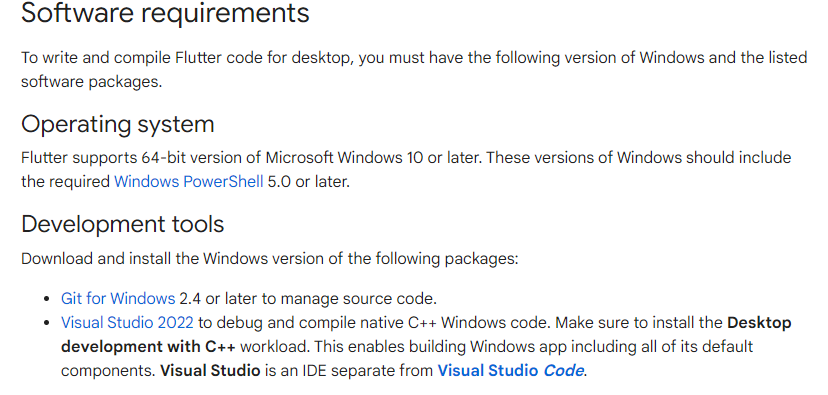 Software requirements
To write and compile Flutter code for desktop, you must have the following version of Windows and the listed
software packages.
Operating system
Flutter supports 64-bit version of Microsoft Windows 10 or later. These versions of Windows should include
the required Windows PowerShell 5.0 or later.
Development tools
Download and install the Windows version of the following packages:
• Git for Windows 2.4 or later to manage source code.
• Visual Studio 2022 to debug and compile native C++ Windows code. Make sure to install the Desktop
development with C++ workload. This enables building Windows app including all of its default
components. Visual Studio is an IDE separate from Visual Studio Code.